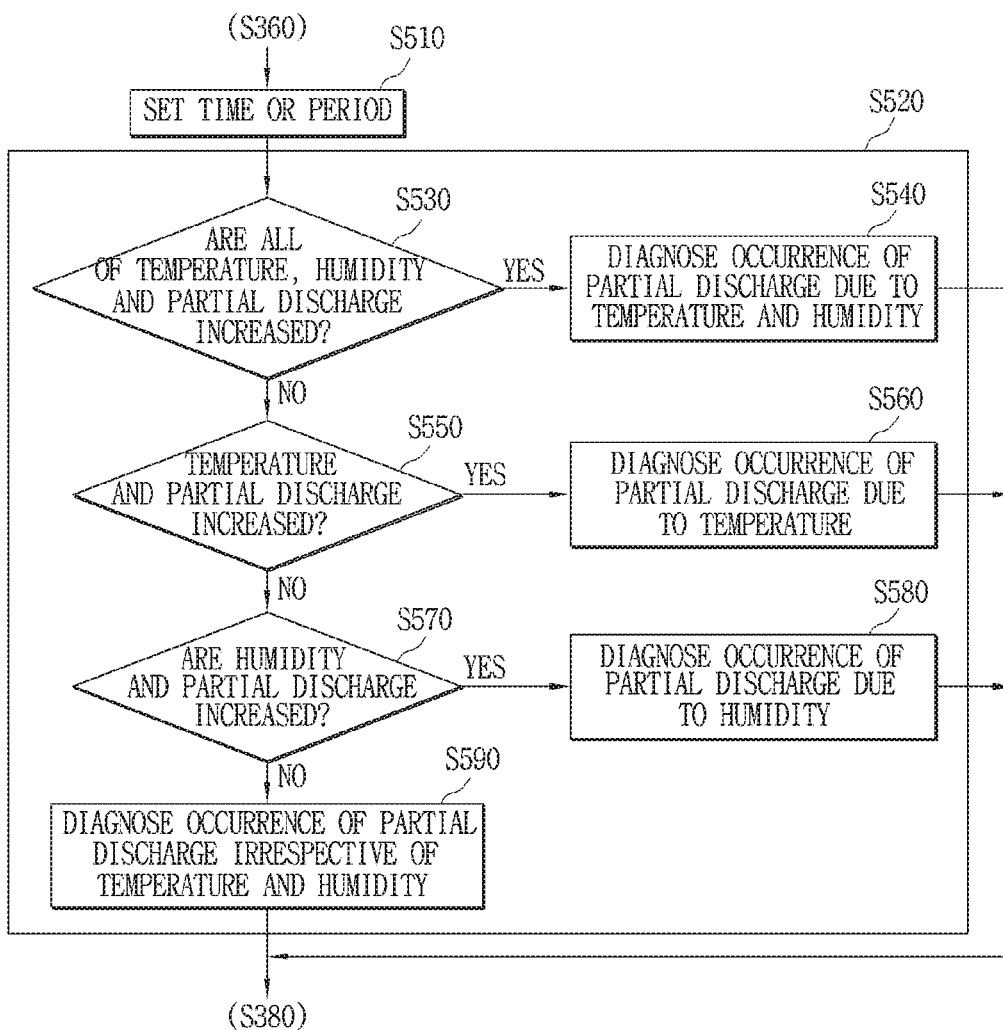 (S360)
S510
SET TIME OR PERIOD
S520
S530
ARE ALL
OF TEMPERATURE, HUMIDITY
AND PARTIAL DISCHARGE
INCREASED?
YES
S540
DIAGNOSE OCCURRENCE OF
PARTIAL DISCHARGE DUE TO
TEMPERATURE AND HUMIDITY
NO
S550
TEMPERATURE
AND PARTIAL DISCHARGE
INCREASED?
YES
S560
DIAGNOSE OCCURRENCE OF
PARTIAL DISCHARGE DUE
TO TEMPERATURE
NO
S570
ARE HUMIDITY
AND PARTIAL DISCHARGE
INCREASED?
YES
S580
DIAGNOSE OCCURRENCE OF
PARTIAL DISCHARGE DUE
TO HUMIDITY
NO
S590
DIAGNOSE OCCURRENCE OF PARTIAL
DISCHARGE IRRESPECTIVE OF
TEMPERATURE AND HUMIDITY
(S380)